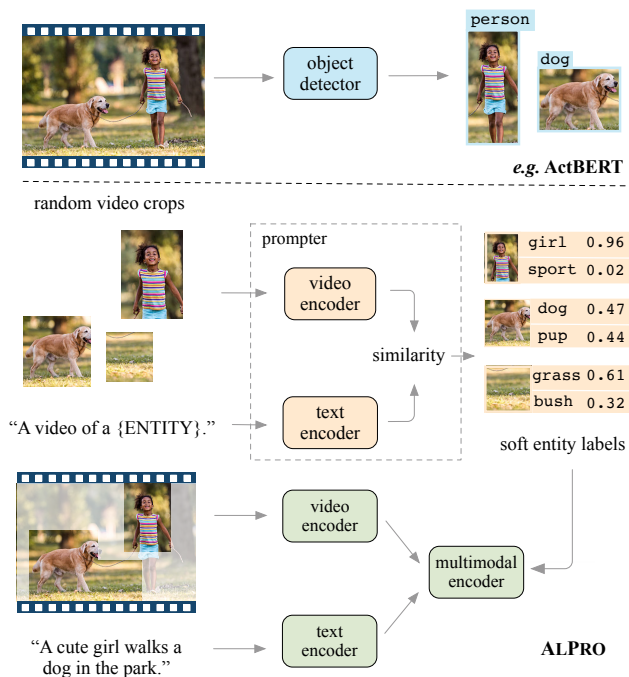 person
dog
object
detector
e.g. ActBERT
random video crops
prompter
video
encoder
similarity
text
encoder
"A video of a {ENTITY}."
girl 0.96
sport 0.02
dog 0.47
pup 0.44
grass 0.61
bush 0.32
soft entity labels
video
encoder
multimodal
encoder
text
encoder
"A cute girl walks a
dog in the park."
ALPRO